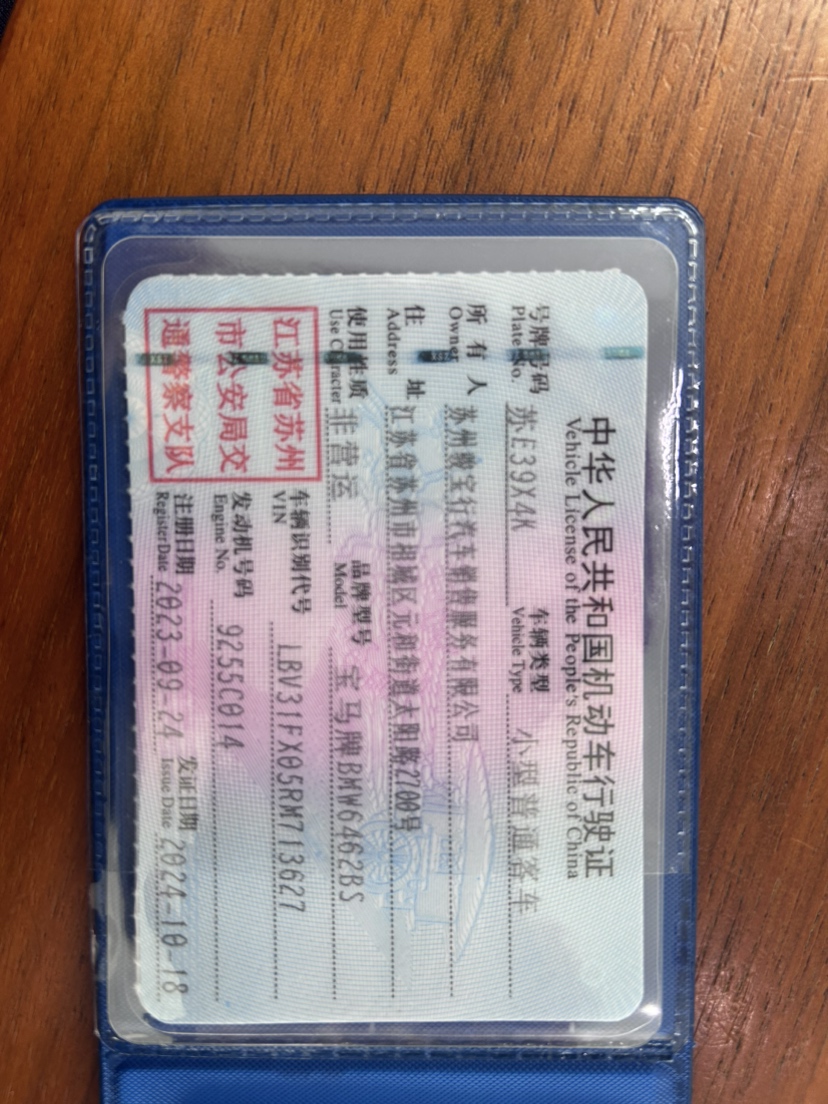 中华人民共和国机动车行驶证
Vehicle License of the People's Republic of China
号牌号码 苏E39X4K 车辆类型 小型普通客车
Plate No. Vehicle Type
所有人 苏州骏宝行汽车销售服务有限公司
Owner
住址 江苏省苏州市相城区元和街道太阳路2700号
Address
使用性质 非营运 品牌型号 宝马牌BMW6462BS
Use Character Model
江苏省苏州
市公安局交
通警察支队
车辆识别代号 LBV31FX05RM713627
VIN
发动机号码 9255C014
Engine No.
注册日期 2023-09-24 发证日期 2024-10-18
Register Date Issue Date